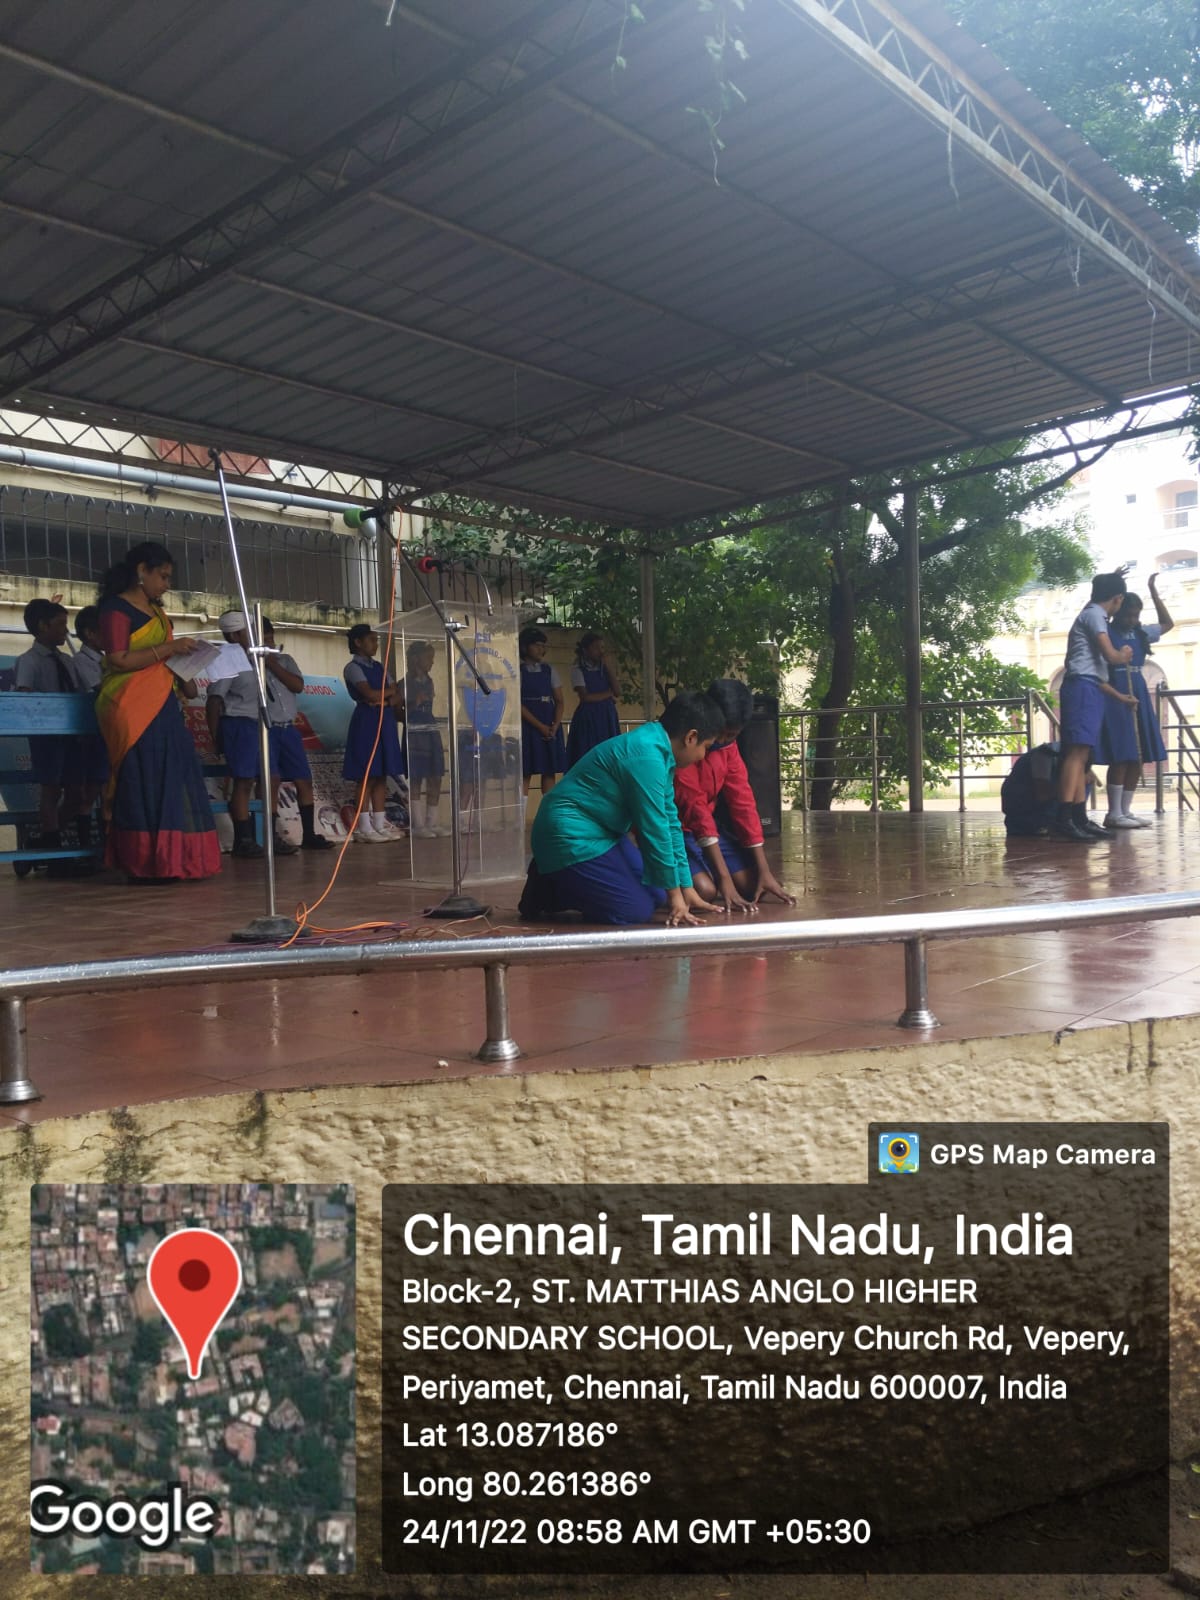 SCHOOL
GPS Map Camera
Chennai, Tamil Nadu, India
Block-2, ST. MATTHIAS ANGLO HIGHER
SECONDARY SCHOOL, Vepery Church Rd, Vepery,
Periyamet, Chennai, Tamil Nadu 600007, India
Lat 13.087186°
Long 80.261386°
24/11/22 08:58 AM GMT +05:30
Google